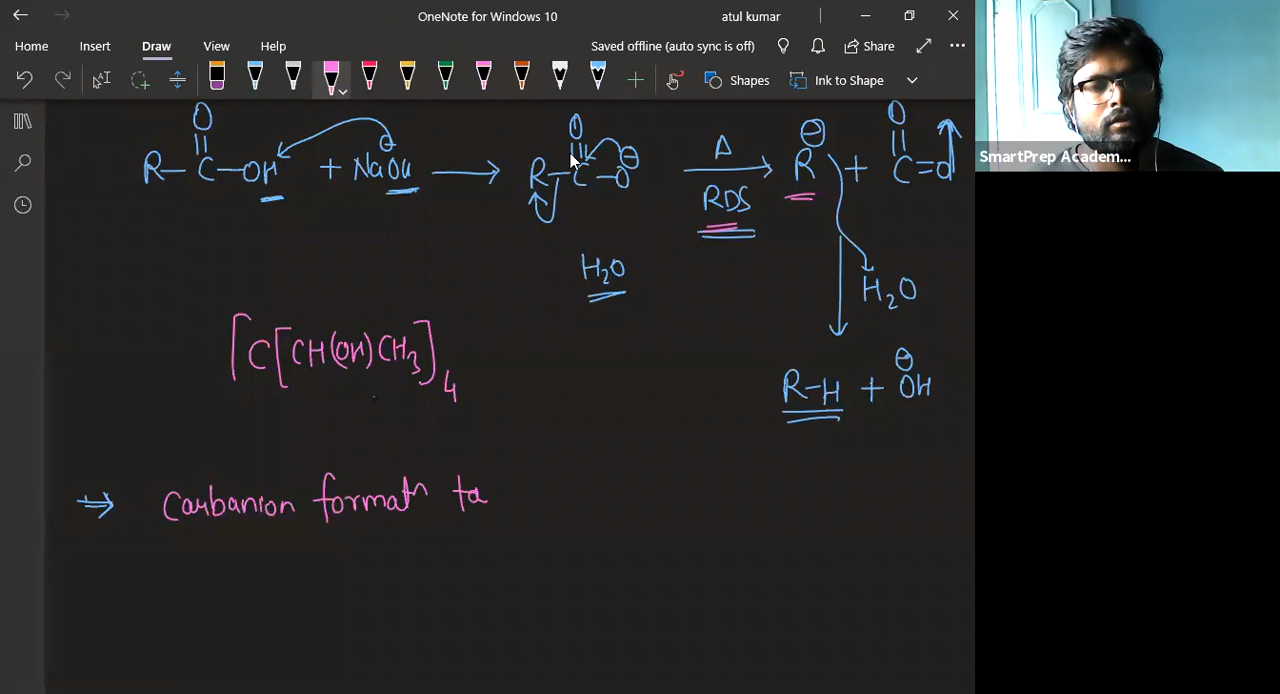 OneNote for Windows 10
atul kumar
Home Insert Draw View Help
Saved offline (auto sync is off)
Share
Shapes
Ink to Shape
SmartPrep Academ...
O O ⊖ O
R–C–OH + NaOH ⟶ R–C–O⊖ Δ R + C=O↑
RDS
H₂O
H₂O
[C[CH(OH)CH₃]₄
⊖
R–H + OH
⇒ Carbanion formatn ta